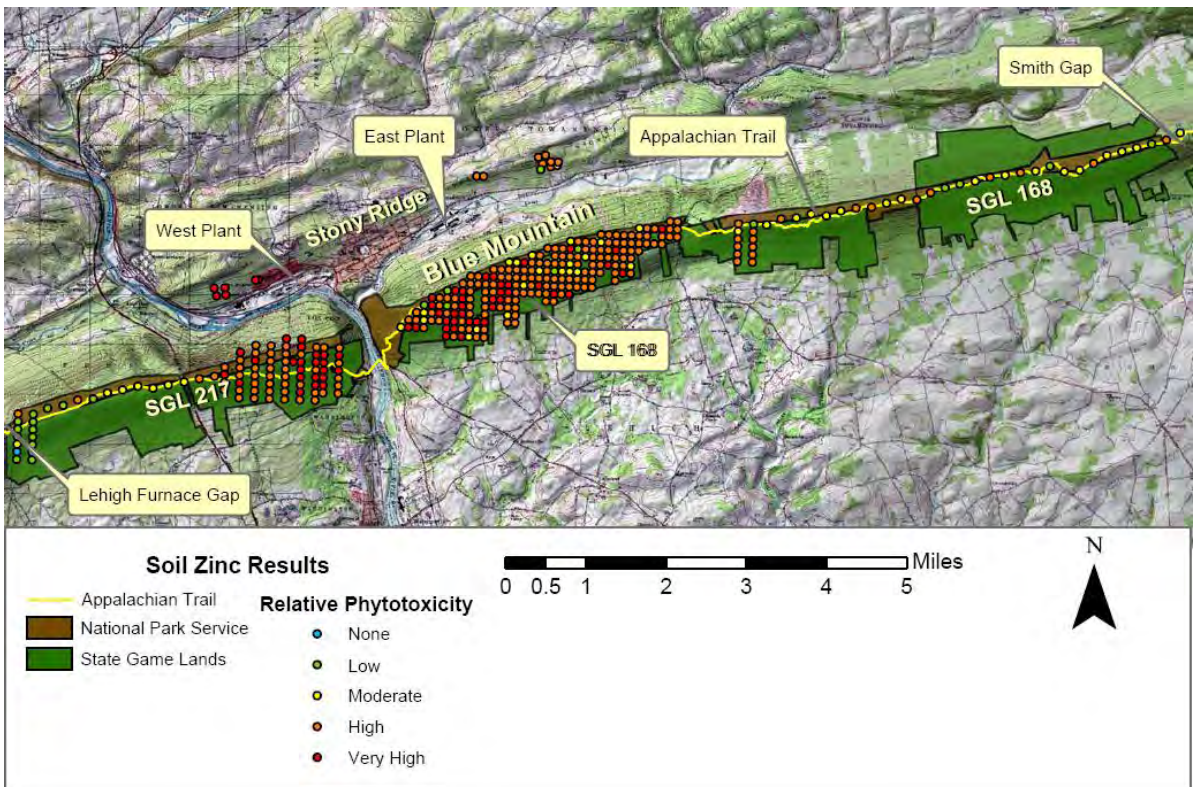 Smith Gap
East Plant
Appalachian Trail
SGL 168
Stony Ridge
West Plant
Blue Mountain
SGL 168
SGL 217
Lehigh Furnace Gap
Soil Zinc Results
Appalachian Trail
National Park Service
State Game Lands
Relative Phytotoxicity
None
Low
Moderate
High
Very High
0 0.5 1 2 3 4 5 Miles
N